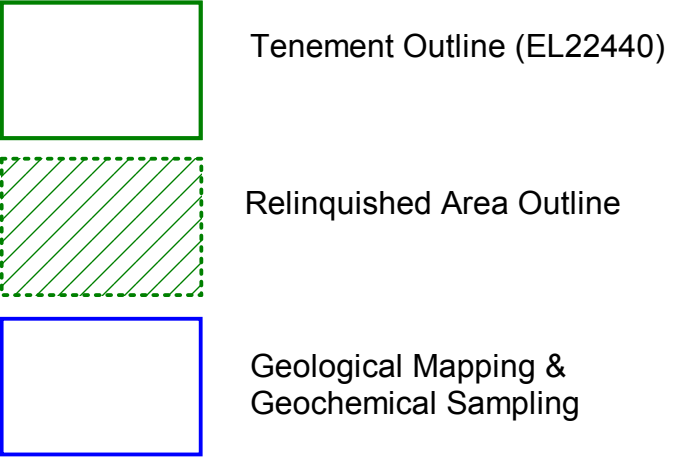 Tenement Outline (EL22440)
Relinquished Area Outline
Geological Mapping &
Geochemical Sampling